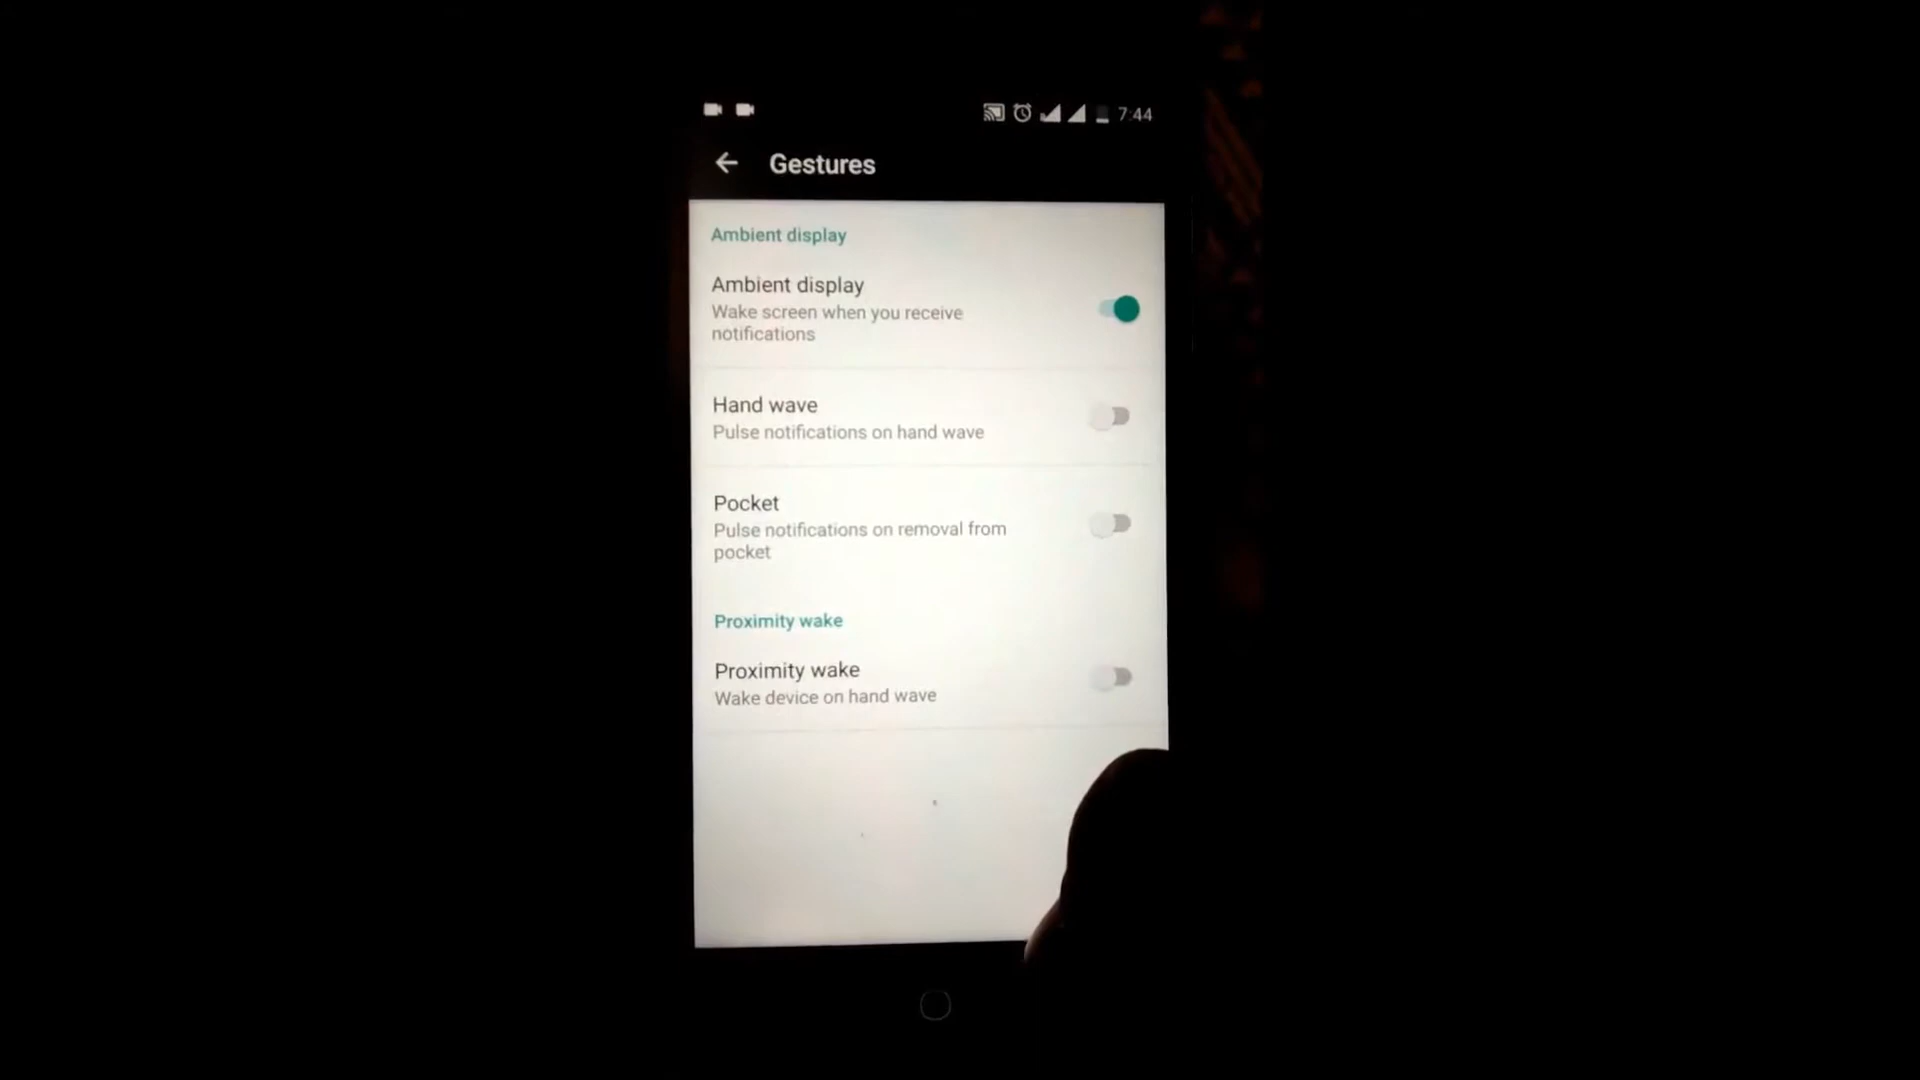 7:44
Gestures
Ambient display
Ambient display
Wake screen when you receive
notifications
Hand wave
Pulse notifications on hand wave
Pocket
Pulse notifications on removal from
pocket
Proximity wake
Proximity wake
Wake device on hand wave